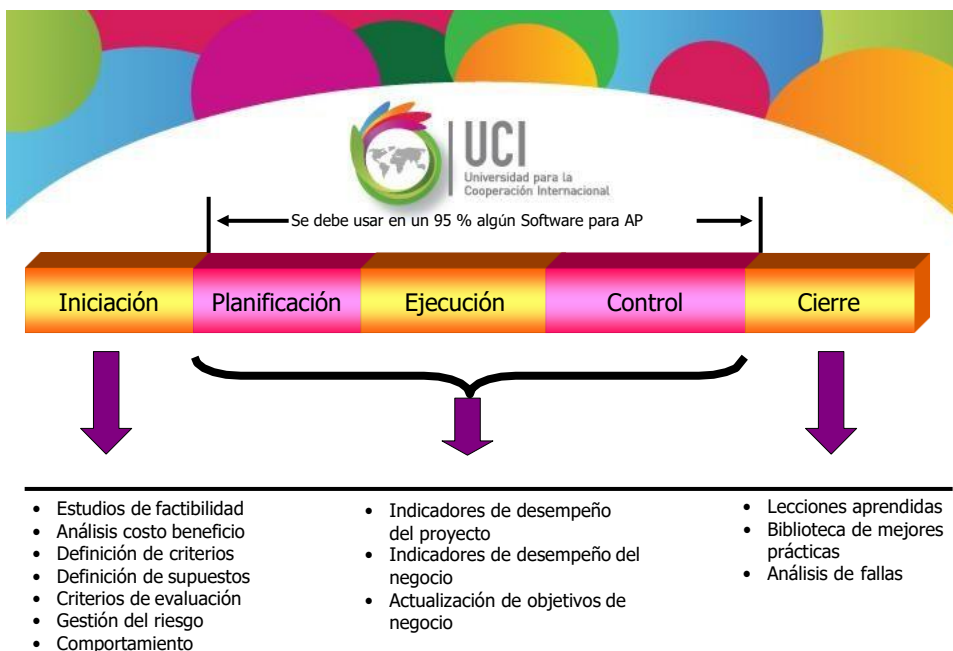 UCI
Universidad para la
Cooperación Internacional
Se debe usar en un 95 % algún Software para AP
Iniciación
Planificación
Ejecución
Control
Cierre
• Estudios de factibilidad
• Análisis costo beneficio
• Definición de criterios
• Definición de supuestos
• Criterios de evaluación
• Gestión del riesgo
• Comportamiento
• Indicadores de desempeño
del proyecto
• Indicadores de desempeño del
negocio
• Actualización de objetivos de
negocio
• Lecciones aprendidas
• Biblioteca de mejores
prácticas
• Análisis de fallas